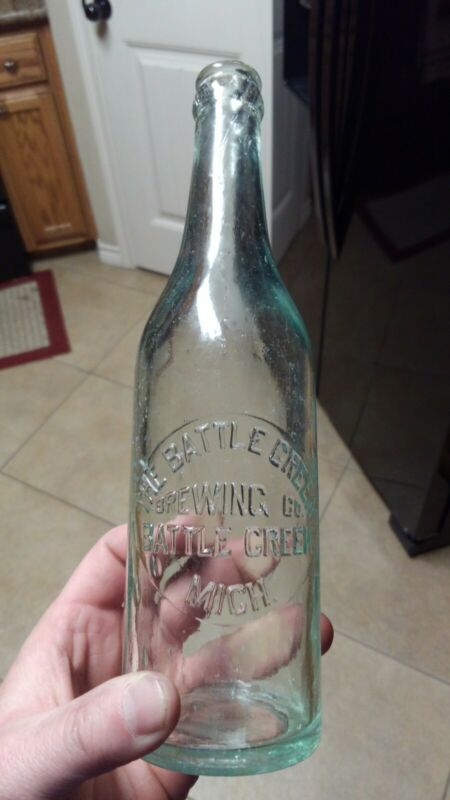 THE BATTLE CREEK
BREWING CO.
BATTLE CREEK
MICH.